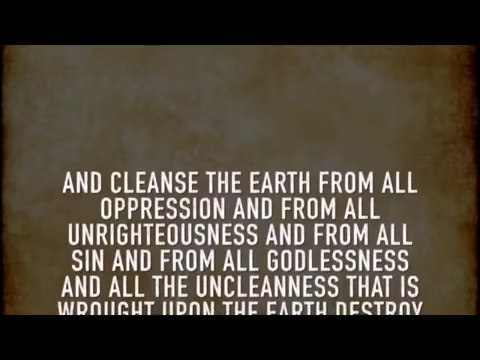 AND CLEANSE THE EARTH FROM ALL
OPPRESSION AND FROM ALL
UNRIGHTEOUSNESS AND FROM ALL
SIN AND FROM ALL GODLESSNESS
AND ALL THE UNCLEANNESS THAT IS
WROUGHT UPON THE EARTH DESTROY